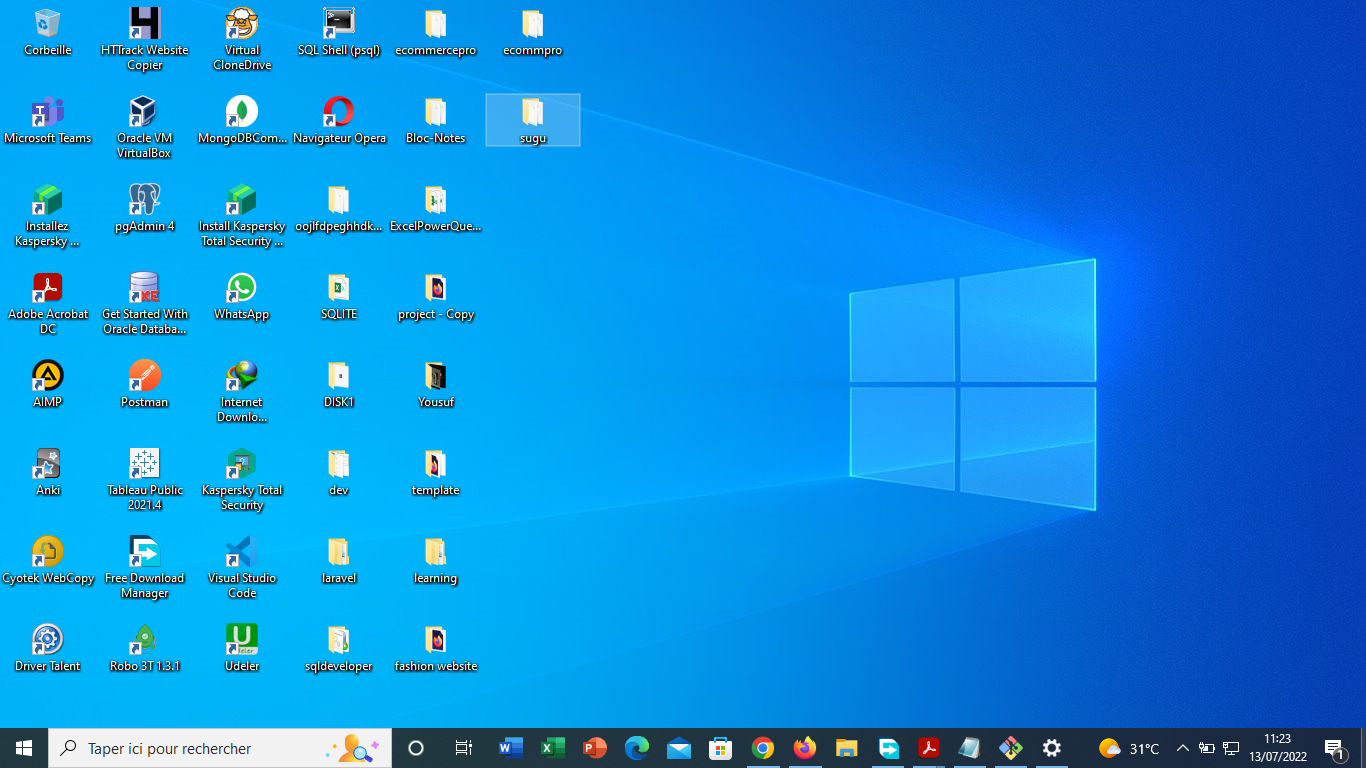 Corbeille
HTTrack Website
Copier
Virtual
CloneDrive
SQL Shell (psql)
ecommercepro
ecommpro
Microsoft Teams
Oracle VM
VirtualBox
MongoDBCom...
Navigateur Opera
Bloc-Notes
sugu
Installez
Kaspersky ...
pgAdmin 4
Install Kaspersky
Total Security ...
oojlfdpeghhdk...
ExcelPowerQue...
Adobe Acrobat
DC
Get Started With
Oracle Databa...
WhatsApp
SQLITE
project - Copy
AIMP
Postman
Internet
Downlo...
DISK1
Yousuf
Anki
Tableau Public
2021.4
Kaspersky Total
Security
dev
template
Cyotek WebCopy
Free Download
Manager
Visual Studio
Code
laravel
learning
Driver Talent
Robo 3T 1.3.1
Udeler
sqldeveloper
fashion website
Taper ici pour rechercher
31°C
11:23
13/07/2022
1